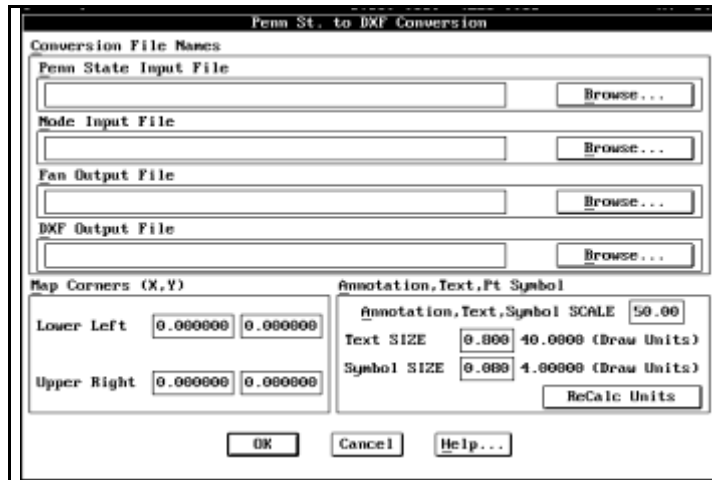 Penn St. to DXF Conversion
Conversion File Names
Penn State Input File
Browse...
Node Input File
Browse...
Fan Output File
Browse...
DXF Output File
Browse...
Map Corners (X,Y)
Annotation,Text,Pt Symbol
Annotation,Text,Symbol SCALE 50.00
Lower Left 0.000000 0.000000
Text SIZE 0.800 40.0000 (Draw Units)
Symbol SIZE 0.080 4.00000 (Draw Units)
Upper Right 0.000000 0.000000
ReCalc Units
OK Cancel Help...